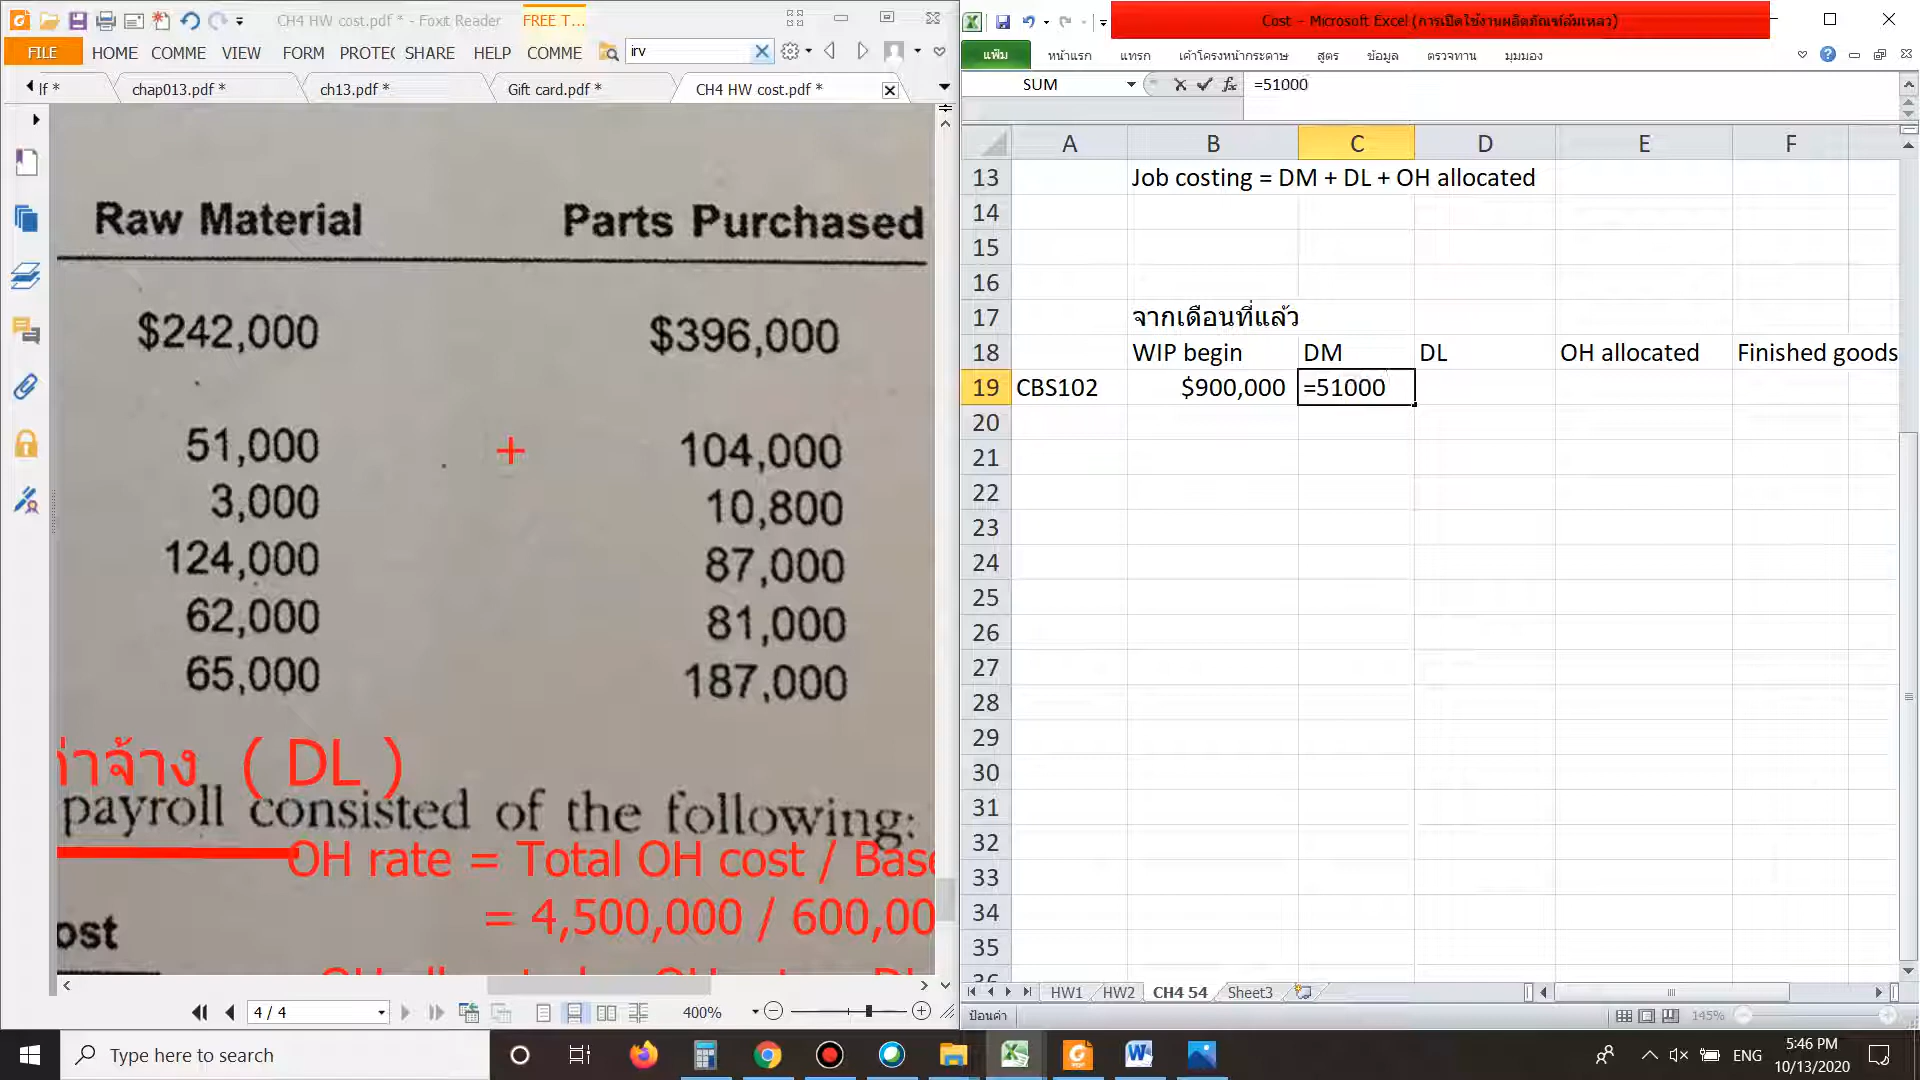 CH4 HW cost.pdf * - Foxit Reader
FREE T...
FILE HOME COMME VIEW FORM PROTEC SHARE HELP COMME irv
lf * chap013.pdf * ch13.pdf * Gift card.pdf * CH4 HW cost.pdf *
Raw Material Parts Purchased
$242,000 $396,000
51,000 + 104,000
3,000 10,800
124,000 87,000
62,000 81,000
65,000 187,000
่าจ้าง ( DL )
payroll consisted of the following:
OH rate = Total OH cost / Base
= 4,500,000 / 600,00
ost
4 / 4 400%
Cost - Microsoft Excel (การเปิดใช้งานผลิตภัณฑ์ล้มเหลว)
แฟ้ม หน้าแรก แทรก เค้าโครงหน้ากระดาษ สูตร ข้อมูล ตรวจทาน มุมมอง
SUM fx =51000
A B C D E F
13 Job costing = DM + DL + OH allocated
14
15
16
17 จากเดือนที่แล้ว
18 WIP begin DM DL OH allocated Finished goods
19 CBS102 $900,000 =51000
20
21
22
23
24
25
26
27
28
29
30
31
32
33
34
35
36
HW1 HW2 CH4 54 Sheet3
ป้อนค่า 145%
Type here to search
ENG 5:46 PM
10/13/2020